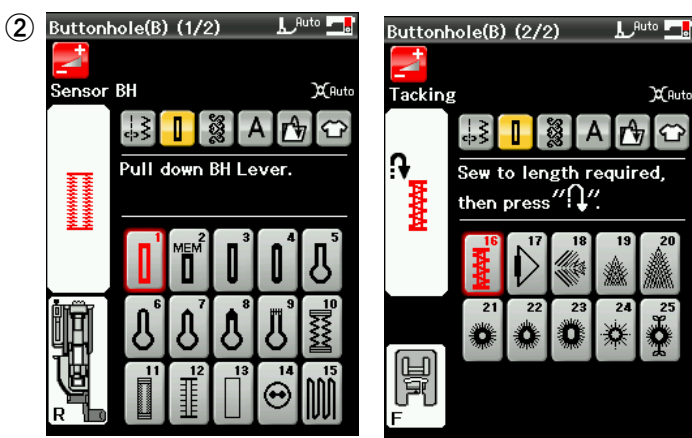 ②
Buttonhole(B) (1/2) Auto
Sensor BH Auto
A
Pull down BH Lever.
1 MEM 2 3 4 5
6 7 8 9 10
11 12 13 14 15
R
Buttonhole(B) (2/2) Auto
Tacking Auto
A
Sew to length required,
then press" ".
16 17 18 19 20
21 22 23 24 25
F